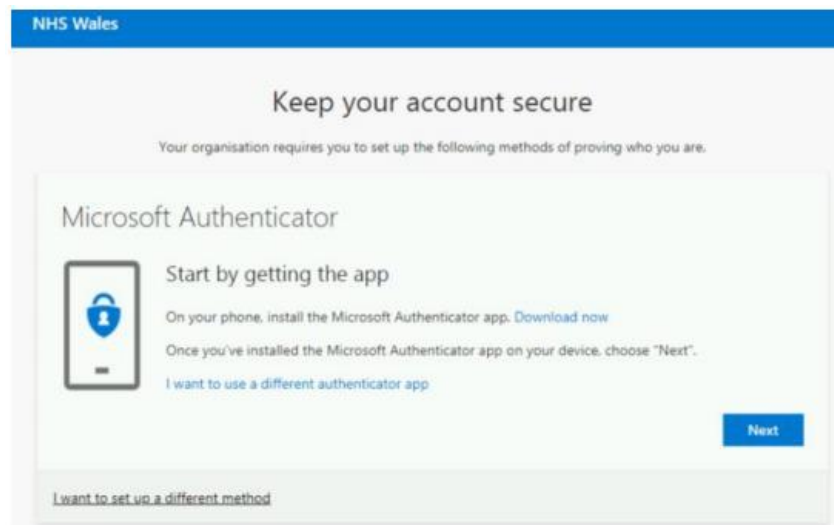 NHS Wales
Keep your account secure
Your organisation requires you to set up the following methods of proving who you are.
Microsoft Authenticator
Start by getting the app
On your phone, install the Microsoft Authenticator app. Download now
Once you've installed the Microsoft Authenticator app on your device, choose "Next".
I want to use a different authenticator app
Next
I want to set up a different method